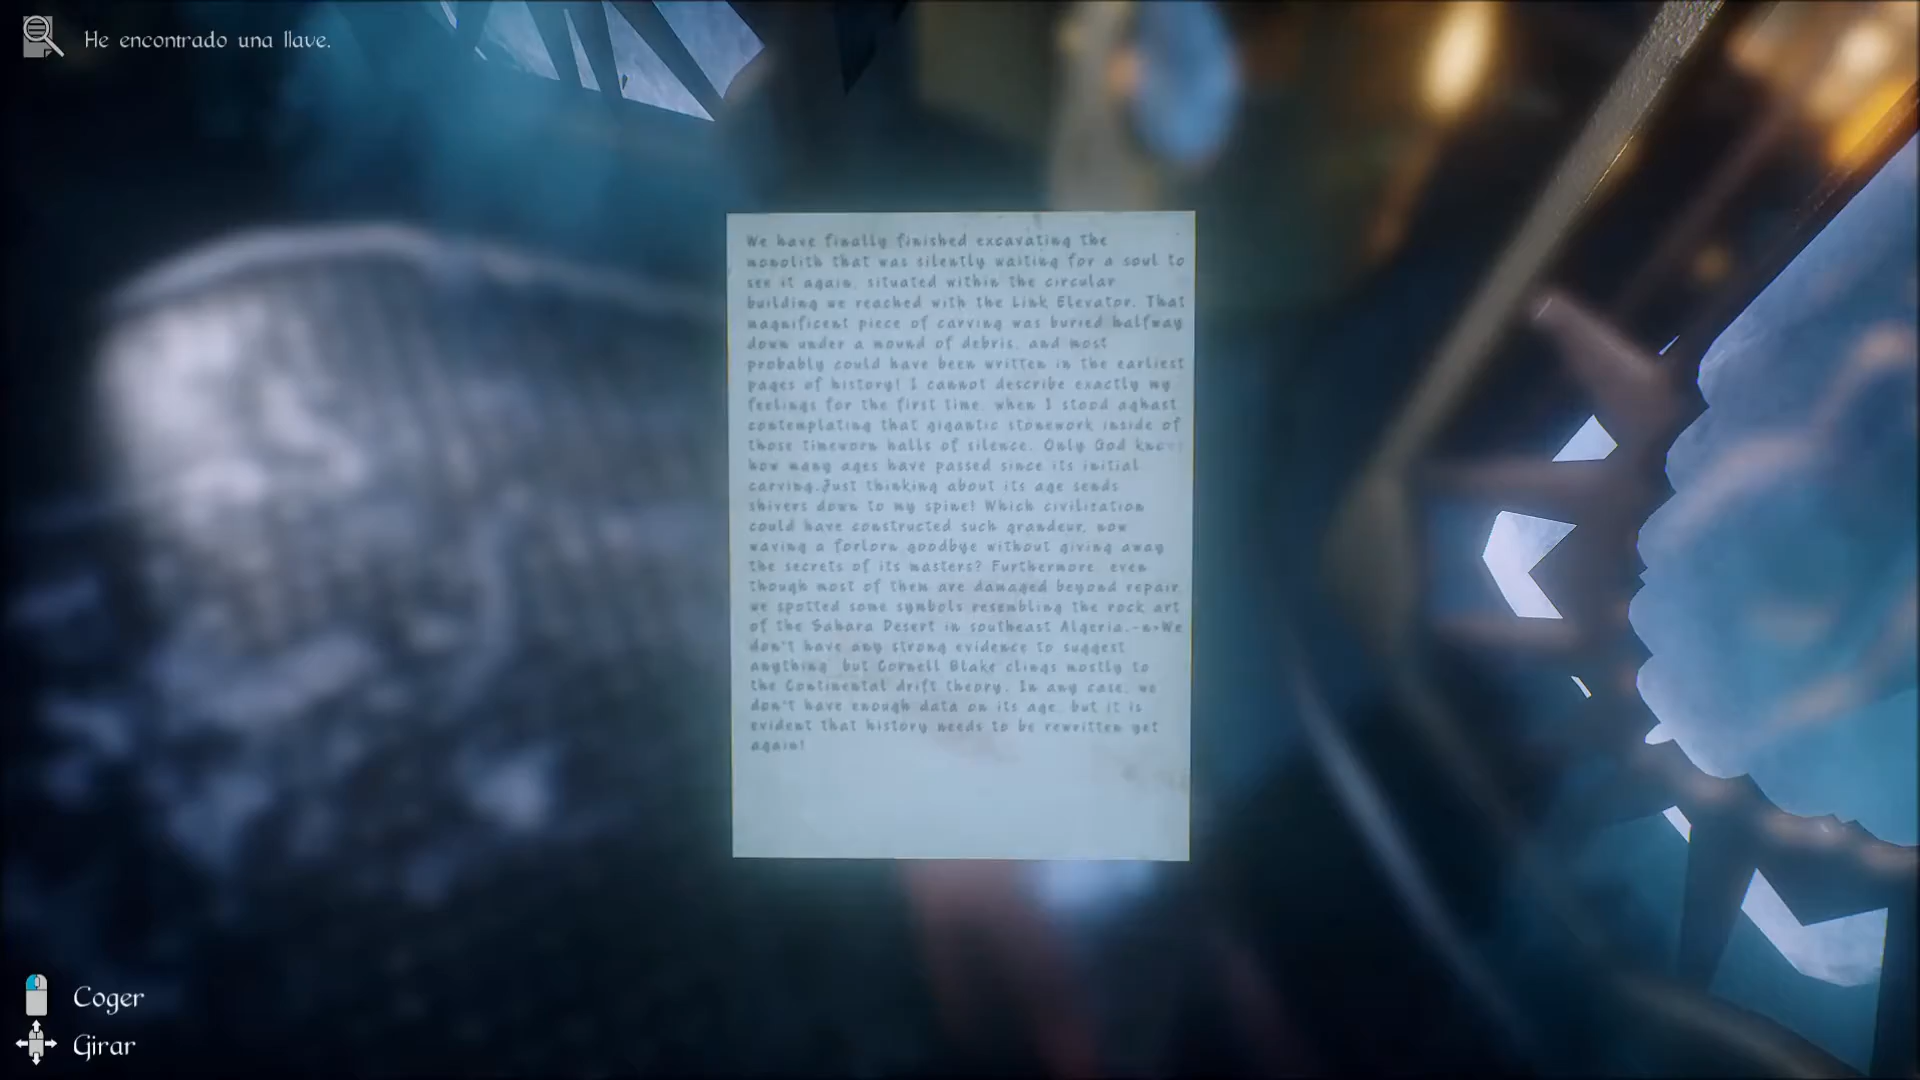 He encontrado una llave.
We have finally finished excavating the
monolith that was silently waiting for a soul to
see it again, situated within the circular
building we reached with the Link Elevator. That
magnificent piece of carving was buried halfway
down under a mound of debris, and most
probably could have been written in the earliest
pages of history! I cannot describe exactly my
feelings for the first time, when I stood aghast
contemplating that gigantic stonework inside of
those timeworn halls of silence. Only God knows
how many ages have passed since its initial
carving.Just thinking about its age sends
shivers down to my spine! Which civilization
could have constructed such grandeur, now
waving a forlorn goodbye without giving away
the secrets of its masters? Furthermore, even
though most of them are damaged beyond repair,
we spotted some symbols resembling the rock art
of the Sahara Desert in southeast Algeria.-n>We
don't have any strong evidence to suggest
anything, but Cornell Blake clings mostly to
the Continental drift theory. In any case, we
don't have enough data on its age, but it is
evident that history needs to be rewritten yet
again!
Coger
Girar